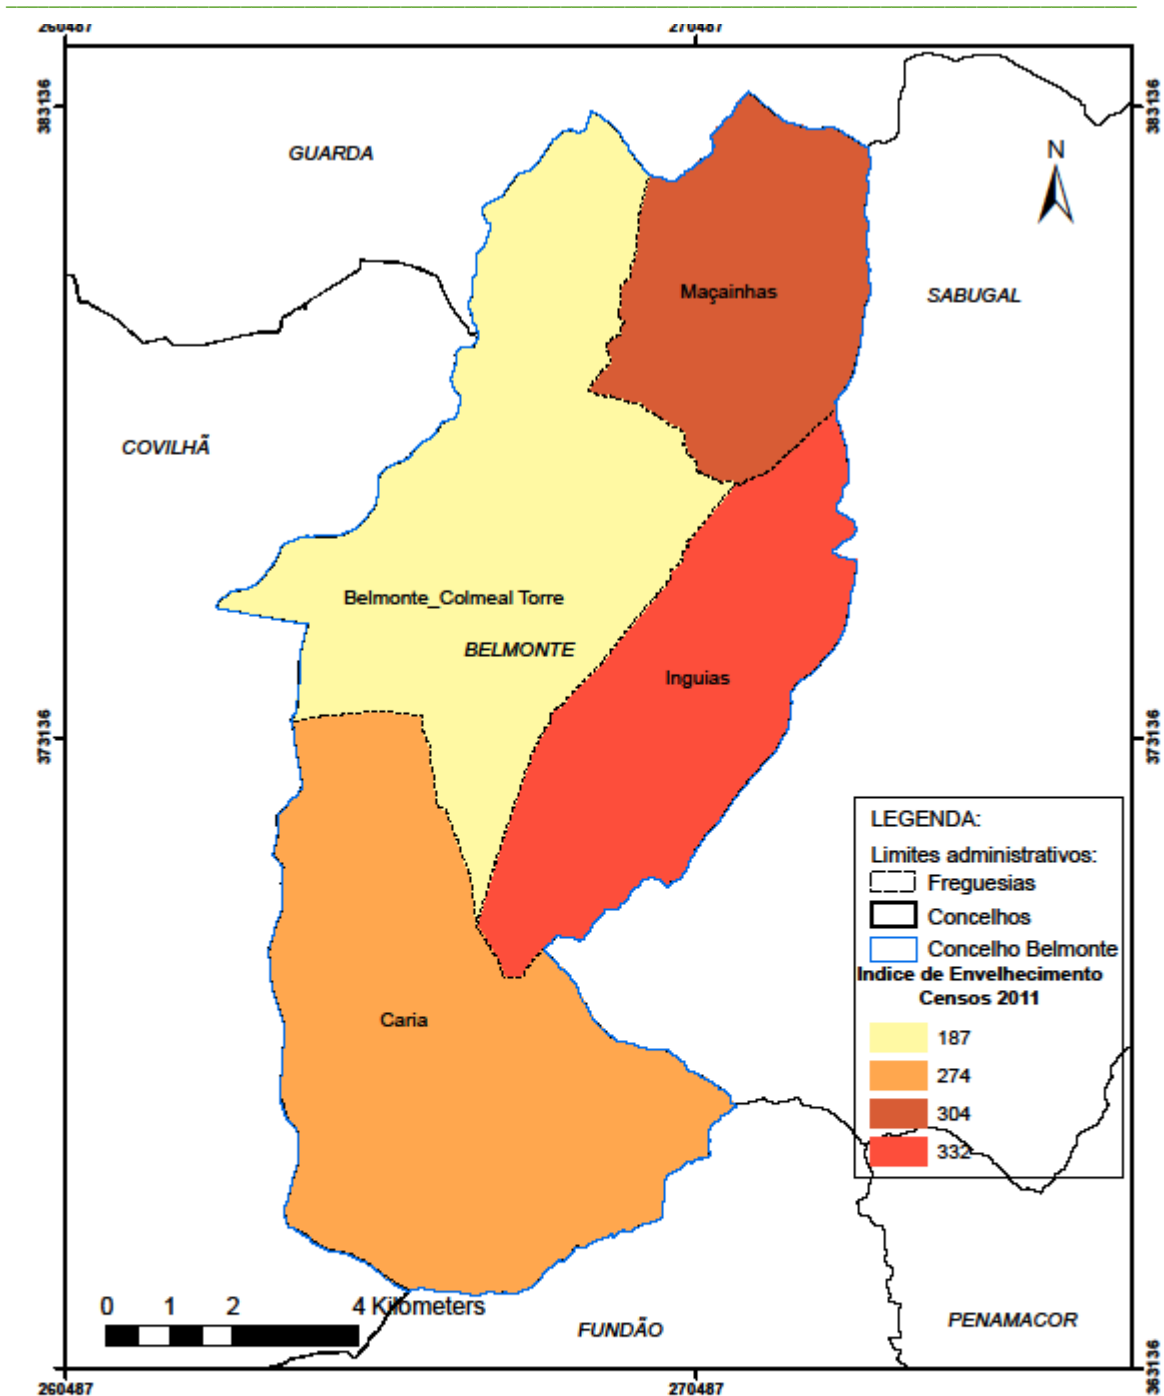 260487
270487
383136
383136
GUARDA
N
Maçainhas
SABUGAL
COVILHÃ
Belmonte_Colmeal Torre
BELMONTE
Inguias
373136
373136
LEGENDA:
Limites administrativos:
Freguesias
Concelhos
Concelho Belmonte
Indice de Envelhecimento
Censos 2011
187
274
304
332
Caria
0 1 2 4 Kilometers
FUNDÃO
PENAMACOR
363136
260487
270487